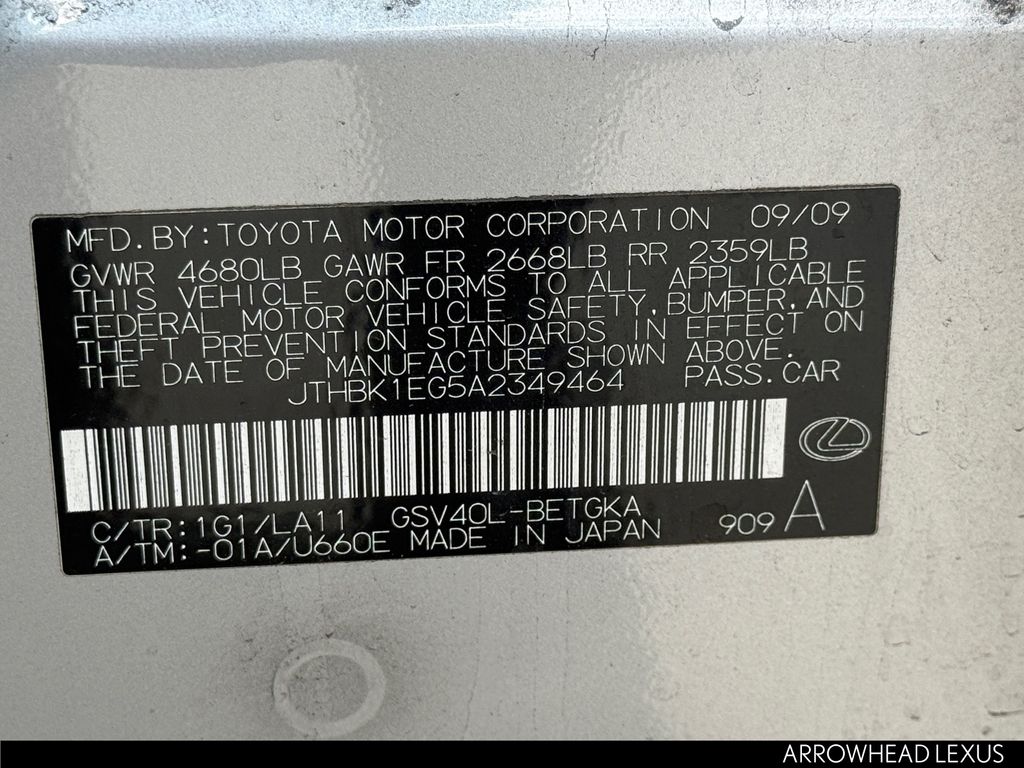 MFD.BY:TOYOTA MOTOR CORPORATION 09/09
GVWR 4680LB GAWR FR 2668LB RR 2359LB
THIS VEHICLE CONFORMS TO ALL APPLICABLE
FEDERAL MOTOR VEHICLE SAFETY,BUMPER,AND
THEFT PREVENTION STANDARDS IN EFFECT ON
THE DATE OF MANUFACTURE SHOWN ABOVE.
JTHBK1EG5A2349464 PASS.CAR
C/TR:1G1/LA11 GSV40L-BETGKA
A/TM:-01A/U660E MADE IN JAPAN 909 A
ARROWHEAD LEXUS